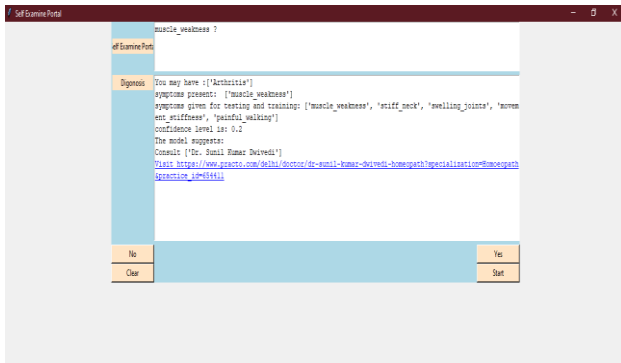 Self Examine Portal
muscle_weakness ?
elf Examine Porta
Digonosis
You may have :['Arthritis']
symptoms present: ['muscle_weakness']
symptoms given for testing and training: ['muscle_weakness', 'stiff_neck', 'swelling_joints', 'movem
ent_stiffness', 'painful_walking']
confidence level is: 0.2
The model suggests:
Consult ['Dr. Sunil Kumar Dwivedi']
Visit https://www.practo.com/delhi/doctor/dr-sunil-kumar-dwivedi-homeopath?specialization=Homoeopath
&practice_id=654411
No
Yes
Clear
Start